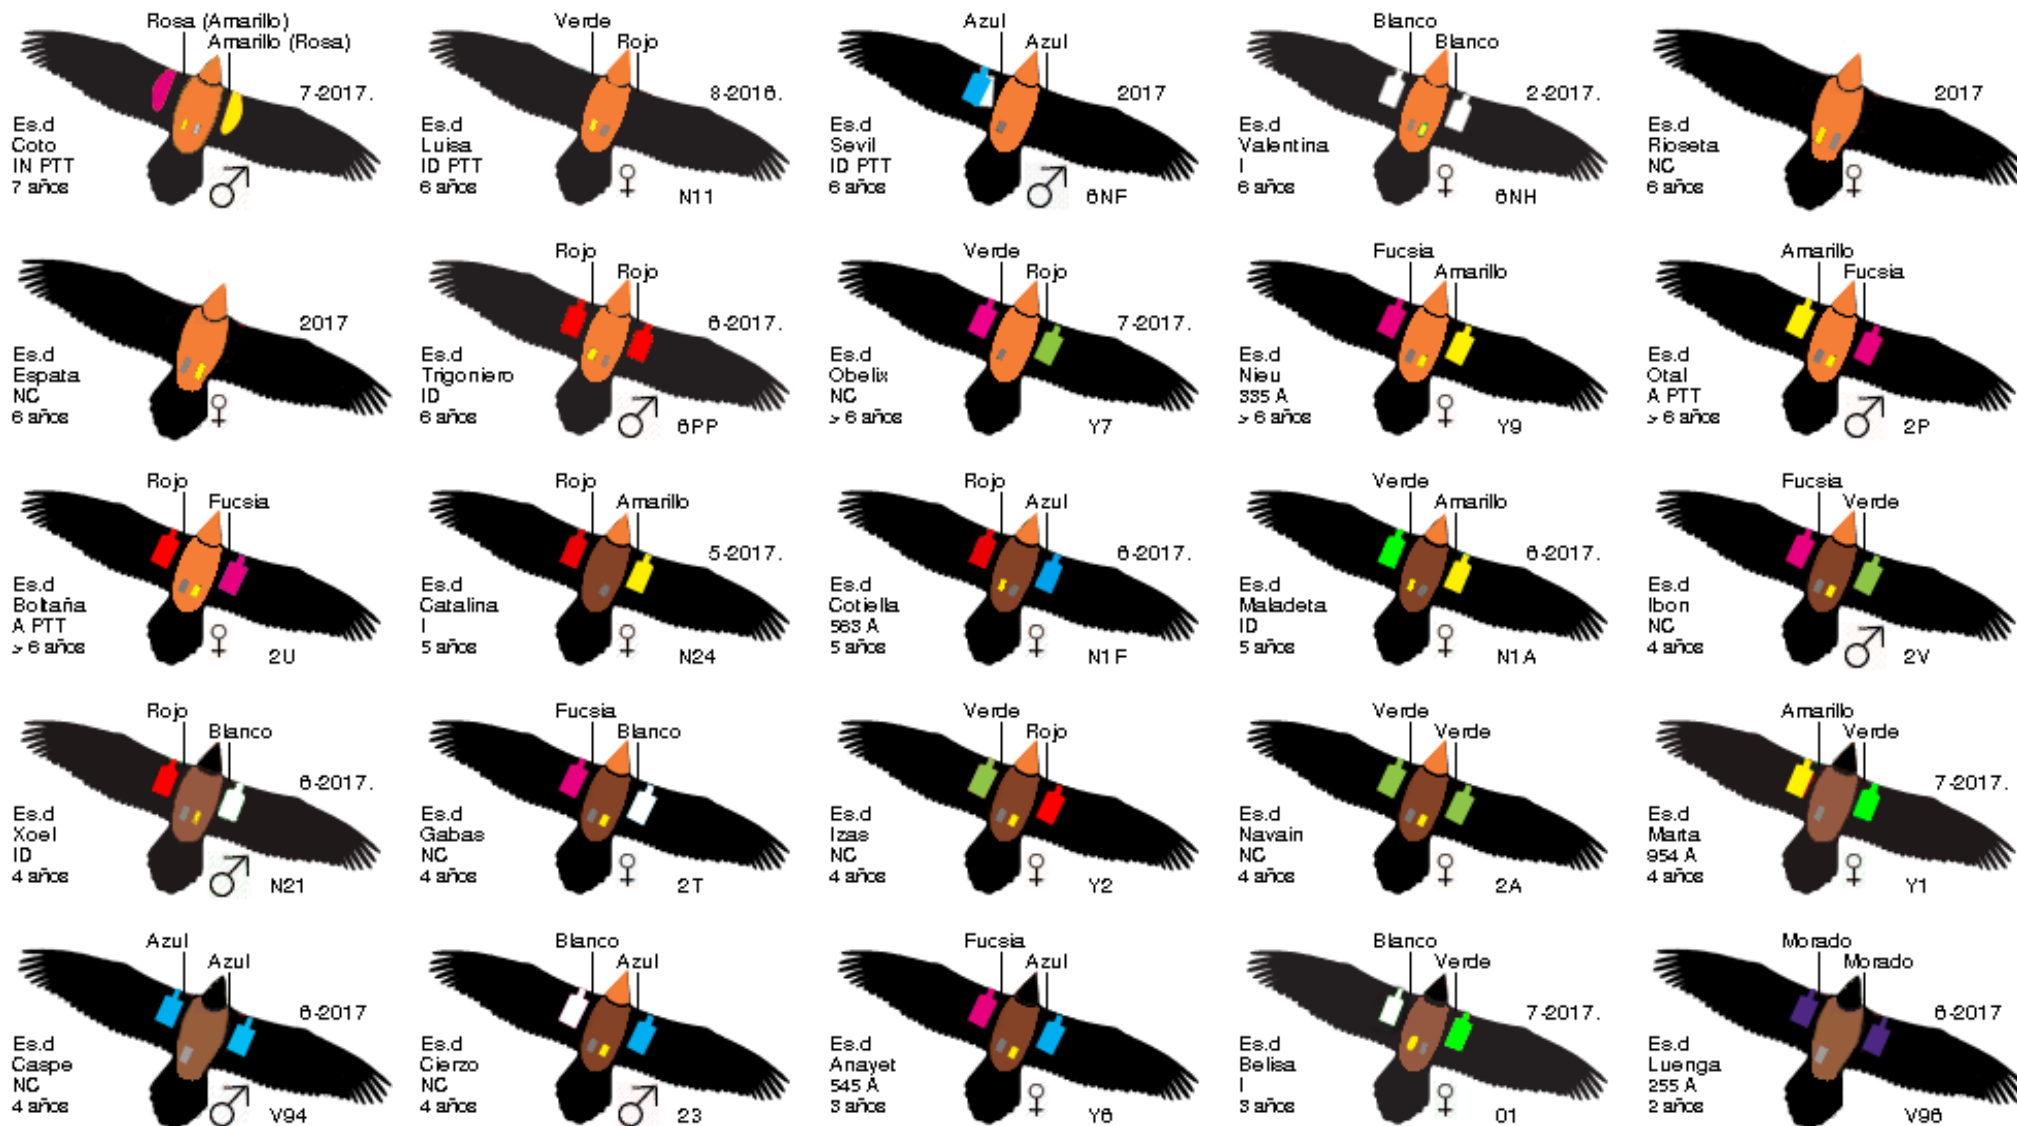 Rosa (Amarillo)
Amarillo (Rosa)
7-2017.
Es.d
Coto
IN PTT
7 años
Verde
Rojo
8-2016.
Es.d
Luisa
ID PTT
6 años
N11
Azul
Azul
2017
Es.d
Sevil
ID PTT
6 años
6NF
Blanco
Blanco
2-2017.
Es.d
Valentina
I
6 años
6NH
2017
Es.d
Rioseta
NC
6 años
2017
Es.d
Espata
NC
6 años
Rojo
Rojo
6-2017.
Es.d
Trigoniero
ID
6 años
6PP
Verde
Rojo
7-2017.
Es.d
Obelix
NC
> 6 años
Y7
Fucsia
Amarillo
Es.d
Nieu
335 A
> 6 años
Y9
Amarillo
Fucsia
Es.d
Otal
A PTT
> 6 años
2P
Rojo
Fucsia
Es.d
Boltaña
A PTT
> 6 años
2U
Rojo
Amarillo
5-2017.
Es.d
Catalina
I
5 años
N24
Rojo
Azul
6-2017.
Es.d
Cotiella
563 A
5 años
N1F
Verde
Amarillo
6-2017.
Es.d
Maladeta
ID
5 años
N1A
Fucsia
Verde
Es.d
Ibon
NC
4 años
2V
Rojo
Blanco
6-2017.
Es.d
Xoel
ID
4 años
N21
Fucsia
Blanco
Es.d
Gabas
NC
4 años
2T
Verde
Rojo
Es.d
Izas
NC
4 años
Y2
Verde
Verde
Es.d
Navain
NC
4 años
2A
Amarillo
Verde
7-2017.
Es.d
Marta
954 A
4 años
Y1
Azul
Azul
6-2017
Es.d
Caspe
NC
4 años
V94
Blanco
Azul
Es.d
Cierzo
NC
4 años
23
Fucsia
Azul
Es.d
Anayet
545 A
3 años
Y6
Blanco
Verde
7-2017.
Es.d
Belisa
I
3 años
01
Morado
Morado
6-2017
Es.d
Luenga
255 A
2 años
V96